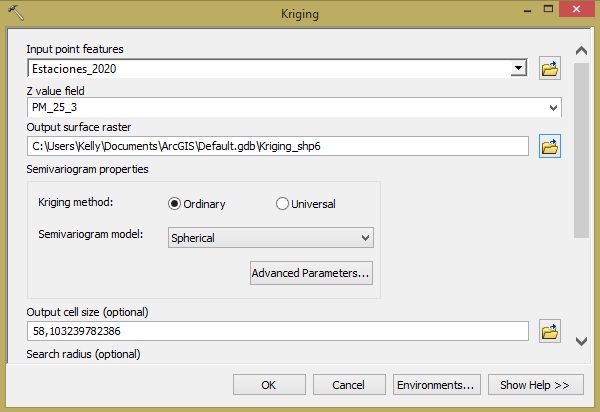 Kriging
Input point features
Estaciones_2020
Z value field
PM_25_3
Output surface raster
C:\Users\Kelly\Documents\ArcGIS\Default.gdb\Kriging_shp6
Semivariogram properties
Kriging method: Ordinary Universal
Semivariogram model: Spherical
Advanced Parameters...
Output cell size (optional)
58,103239782386
Search radius (optional)
OK Cancel Environments... Show Help >>